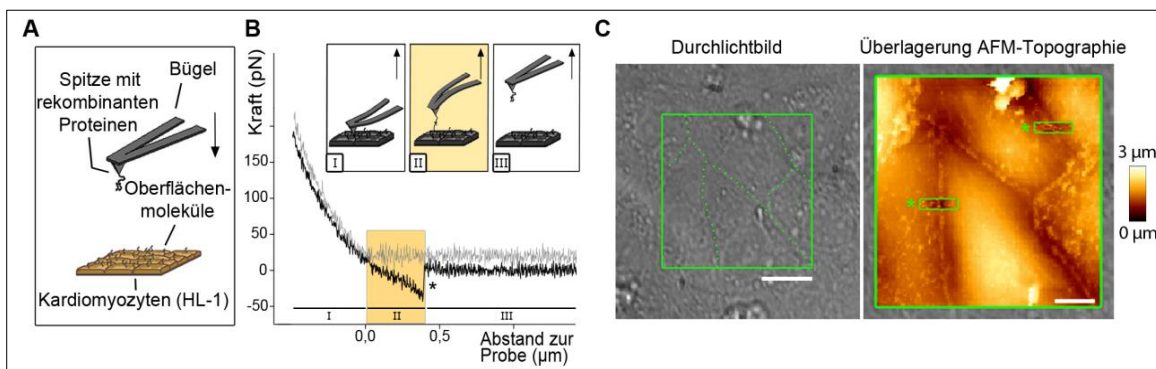 A
Spitze mit
rekombinanten
Proteinen
Bügel
Oberflächen-
moleküle
Kardiomyozyten (HL-1)
B
Kraft (pN)
150
100
50
0
-50
I
II
III
*
I
II
III
0,0
0,5
Abstand zur
Probe (µm)
C
Durchlichtbild
Überlagerung AFM-Topographie
*
*
3 µm
0 µm